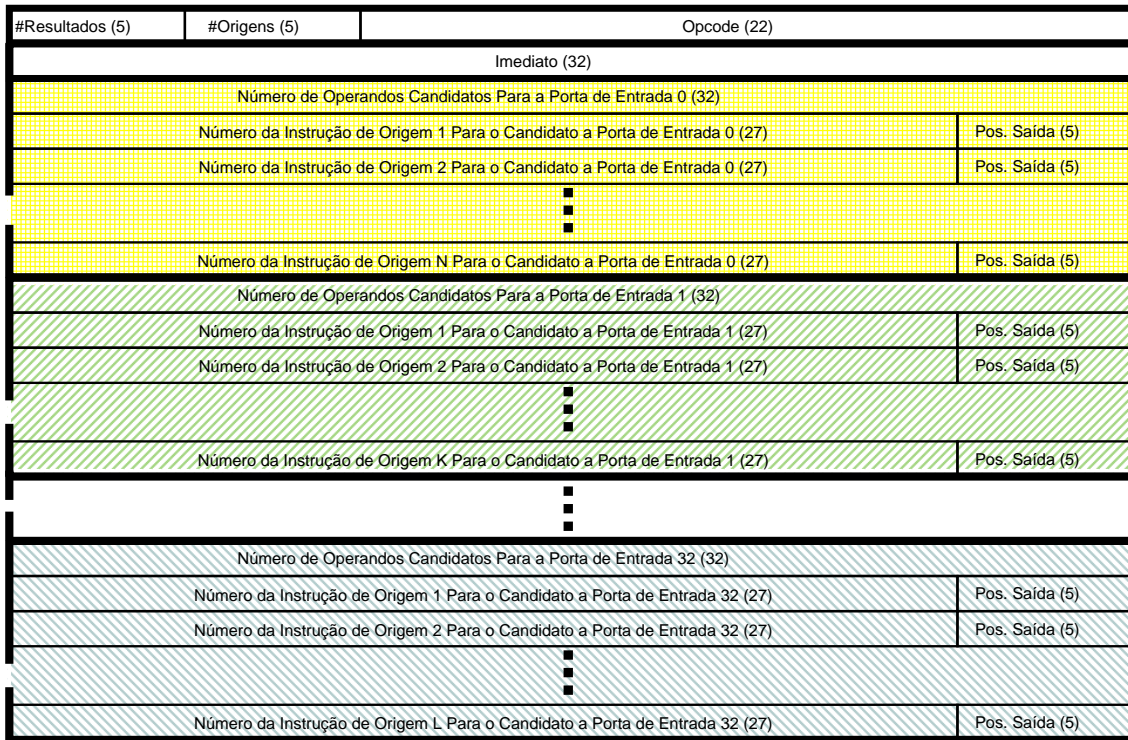 #Resultados (5) #Origens (5) Opcode (22)
Imediato (32)
Número de Operandos Candidatos Para a Porta de Entrada 0 (32)
Número da Instrução de Origem 1 Para o Candidato a Porta de Entrada 0 (27) Pos. Saída (5)
Número da Instrução de Origem 2 Para o Candidato a Porta de Entrada 0 (27) Pos. Saída (5)
Número da Instrução de Origem N Para o Candidato a Porta de Entrada 0 (27) Pos. Saída (5)
Número de Operandos Candidatos Para a Porta de Entrada 1 (32)
Número da Instrução de Origem 1 Para o Candidato a Porta de Entrada 1 (27) Pos. Saída (5)
Número da Instrução de Origem 2 Para o Candidato a Porta de Entrada 1 (27) Pos. Saída (5)
Número da Instrução de Origem K Para o Candidato a Porta de Entrada 1 (27) Pos. Saída (5)
Número de Operandos Candidatos Para a Porta de Entrada 32 (32)
Número da Instrução de Origem 1 Para o Candidato a Porta de Entrada 32 (27) Pos. Saída (5)
Número da Instrução de Origem 2 Para o Candidato a Porta de Entrada 32 (27) Pos. Saída (5)
Número da Instrução de Origem L Para o Candidato a Porta de Entrada 32 (27) Pos. Saída (5)